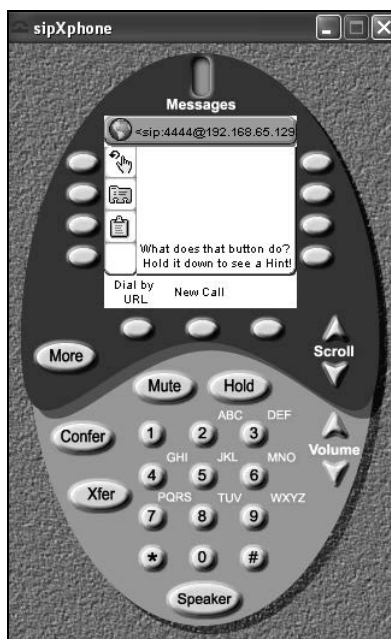 sipXphone
Messages
<sip:4444@192.168.65.129
What does that button do?
Hold it down to see a Hint!
Dial by
URL
New Call
More
Scroll
Mute
Hold
ABC
DEF
Confer
1
2
3
Volume
GHI
JKL
MNO
4
5
6
Xfer
PQRS
TUV
WXYZ
7
8
9
*
0
#
Speaker